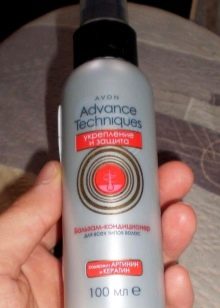 AVON
Advance
Techniques
укрепление
и защита
Бальзам-кондиционер
для всех типов волос
АРГИНИН и
КЕРАТИН
100 мл e